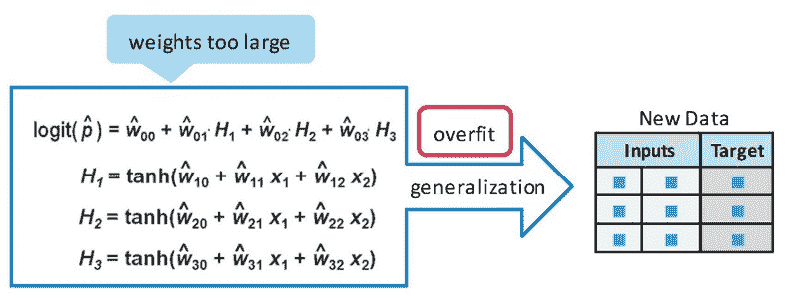 weights too large
logit(p̂) = ŵ₀₀ + ŵ₀₁· H₁ + ŵ₀₂· H₂ + ŵ₀₃· H₃
H₁ = tanh(ŵ₁₀ + ŵ₁₁ x₁ + ŵ₁₂ x₂)
H₂ = tanh(ŵ₂₀ + ŵ₂₁ x₁ + ŵ₂₂ x₂)
H₃ = tanh(ŵ₃₀ + ŵ₃₁ x₁ + ŵ₃₂ x₂)
overfit
generalization
New Data
Inputs Target